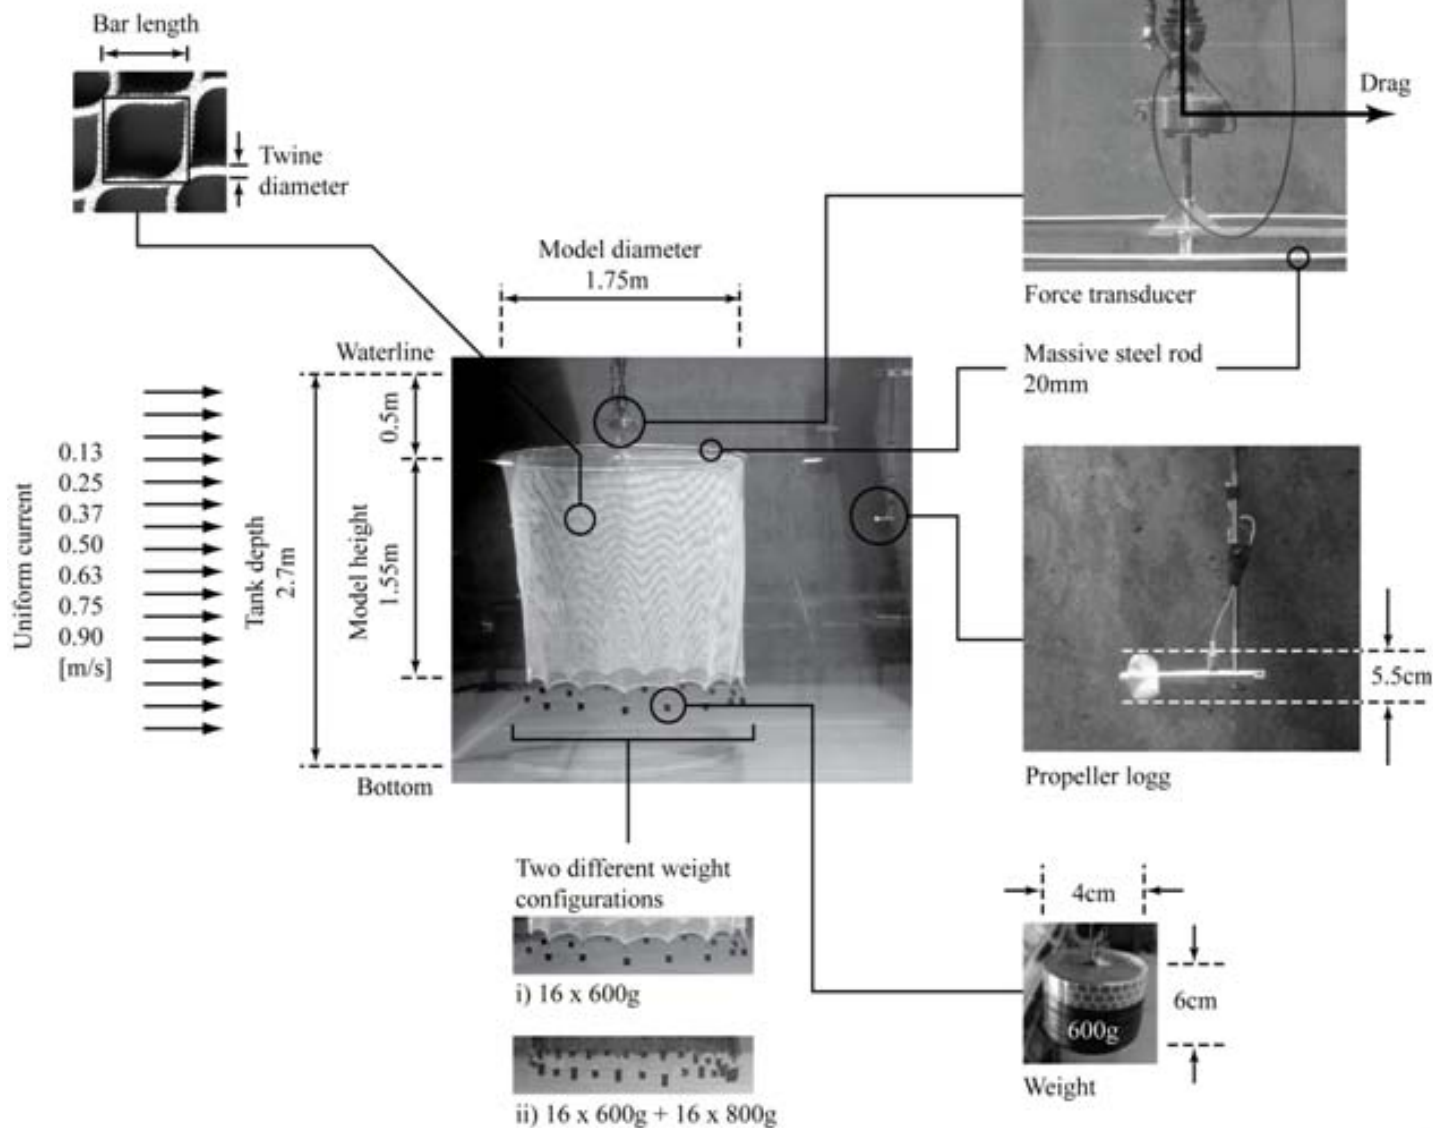 Bar length
Twine
diameter
Drag
Model diameter
1.75m
Force transducer
Waterline
Massive steel rod
20mm
0.5m
Uniform current
0.13
0.25
0.37
0.50
0.63
0.75
0.90
[m/s]
Tank depth
2.7m
Model height
1.55m
5.5cm
Propeller logg
Bottom
Two different weight
configurations
i) 16 x 600g
ii) 16 x 600g + 16 x 800g
4cm
6cm
600g
Weight